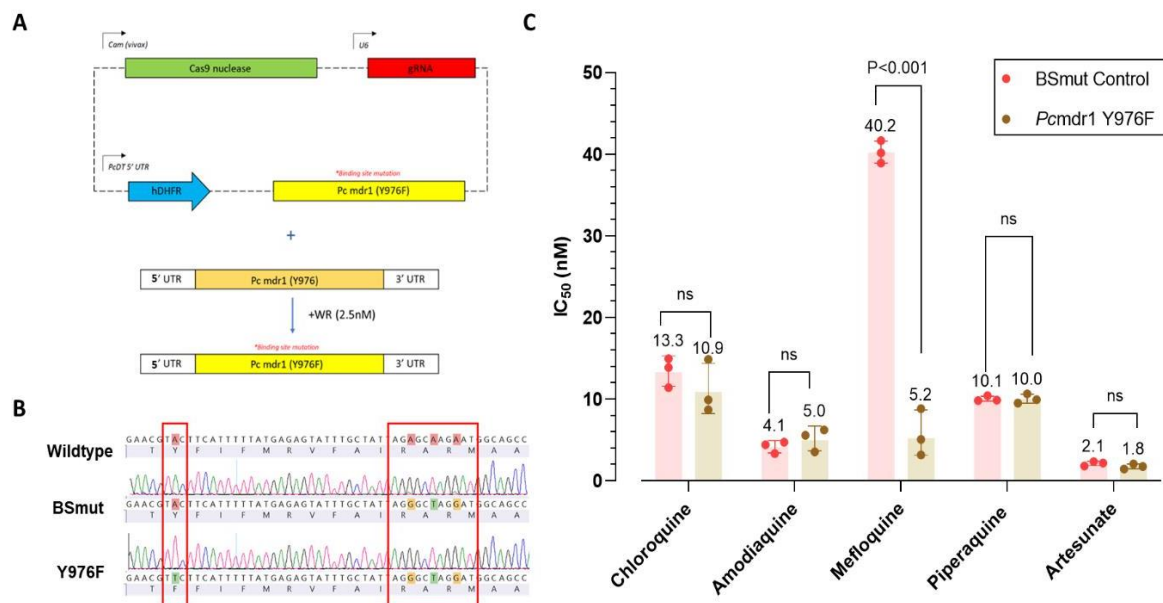 A
Cam (vivax)
U6
Cas9 nuclease
gRNA
PcDT 5' UTR
*Binding site mutation
hDHFR
Pc mdr1 (Y976F)
+
5' UTR
Pc mdr1 (Y976)
3' UTR
+WR (2.5nM)
*Binding site mutation
5' UTR
Pc mdr1 (Y976F)
3' UTR
B
Wildtype
GAACGTACTTCATTTTTATGAGAGTATTTGCTATTAGAGCAAGAATGGCAGCC
T Y F I F M R V F A I R A R M A A
BSmut
GAACGTACTTCATTTTTATGAGAGTATTTGCTATTAGGGCTAGGATGGCAGCC
T Y F I F M R V F A I R A R M A A
Y976F
GAACGTTCTTCATTTTTATGAGAGTATTTGCTATTAGGGCTAGGATGGCAGCC
T F F I F M R V F A I R A R M A A
C
BSmut Control
Pcmdr1 Y976F
IC50 (nM)
50
40
30
20
10
0
ns
13.3
10.9
ns
4.1
5.0
P<0.001
40.2
5.2
ns
10.1
10.0
ns
2.1
1.8
Chloroquine
Amodiaquine
Mefloquine
Piperaquine
Artesunate